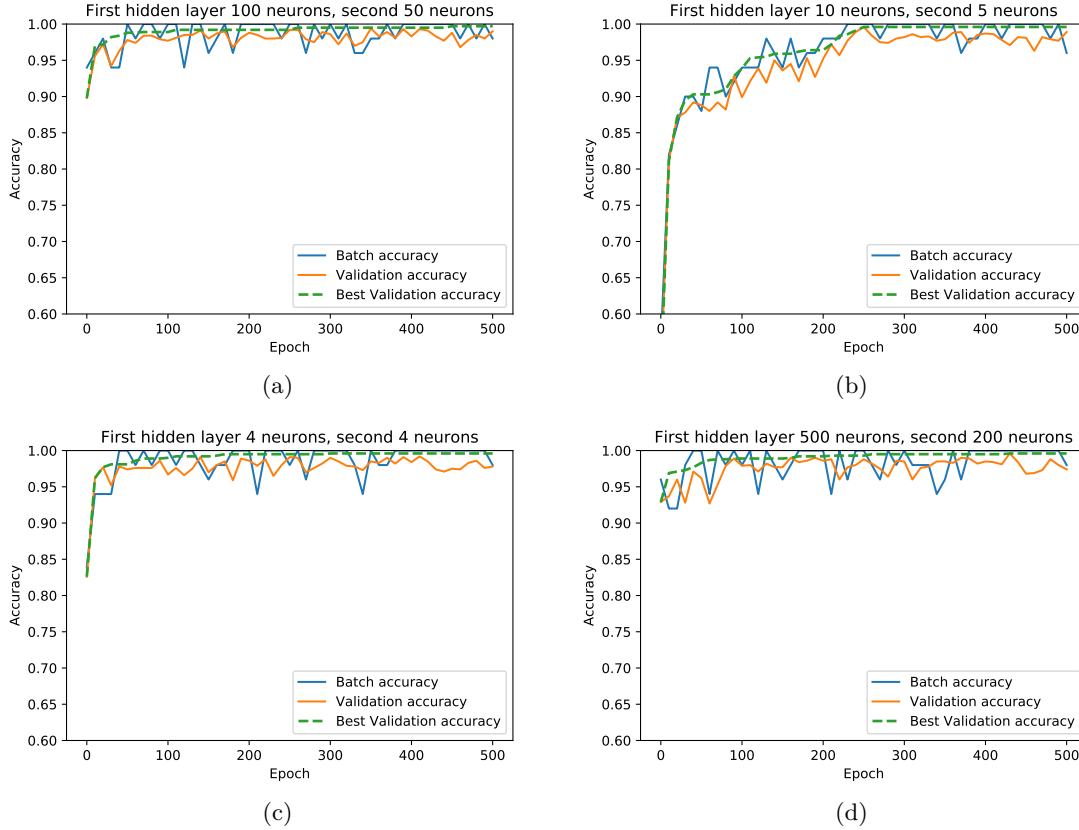 First hidden layer 100 neurons, second 50 neurons
1.00
0.95
0.90
0.85
0.80
0.75
0.70
0.65
0.60
Accuracy
Batch accuracy
Validation accuracy
Best Validation accuracy
0 100 200 300 400 500
Epoch
(a)
First hidden layer 10 neurons, second 5 neurons
1.00
0.95
0.90
0.85
0.80
0.75
0.70
0.65
0.60
Accuracy
Batch accuracy
Validation accuracy
Best Validation accuracy
0 100 200 300 400 500
Epoch
(b)
First hidden layer 4 neurons, second 4 neurons
1.00
0.95
0.90
0.85
0.80
0.75
0.70
0.65
0.60
Accuracy
Batch accuracy
Validation accuracy
Best Validation accuracy
0 100 200 300 400 500
Epoch
(c)
First hidden layer 500 neurons, second 200 neurons
1.00
0.95
0.90
0.85
0.80
0.75
0.70
0.65
0.60
Accuracy
Batch accuracy
Validation accuracy
Best Validation accuracy
0 100 200 300 400 500
Epoch
(d)